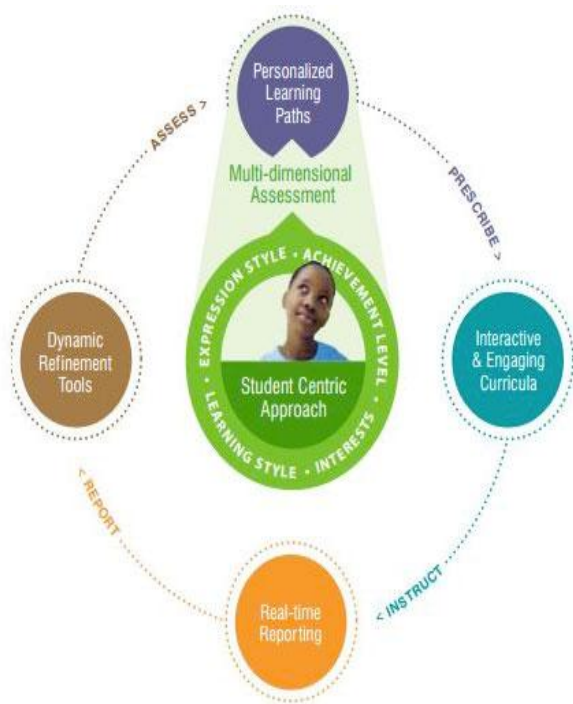 Personalized
Learning
Paths
ASSESS >
PRESCRIBE >
Multi-dimensional
Assessment
EXPRESSION STYLE • ACHIEVEMENT LEVEL • INTERESTS • LEARNING STYLE •
Student Centric
Approach
Dynamic
Refinement
Tools
Interactive
& Engaging
Curricula
< REPORT
< INSTRUCT
Real-time
Reporting